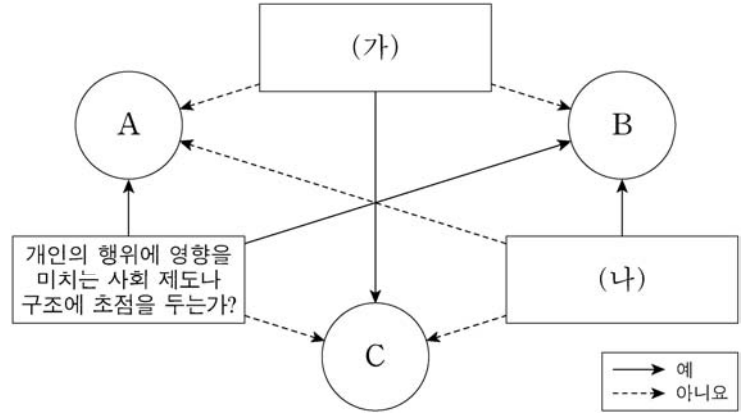 (가)
A
B
개인의 행위에 영향을
미치는 사회 제도나
구조에 초점을 두는가?
(나)
C
예
아니요